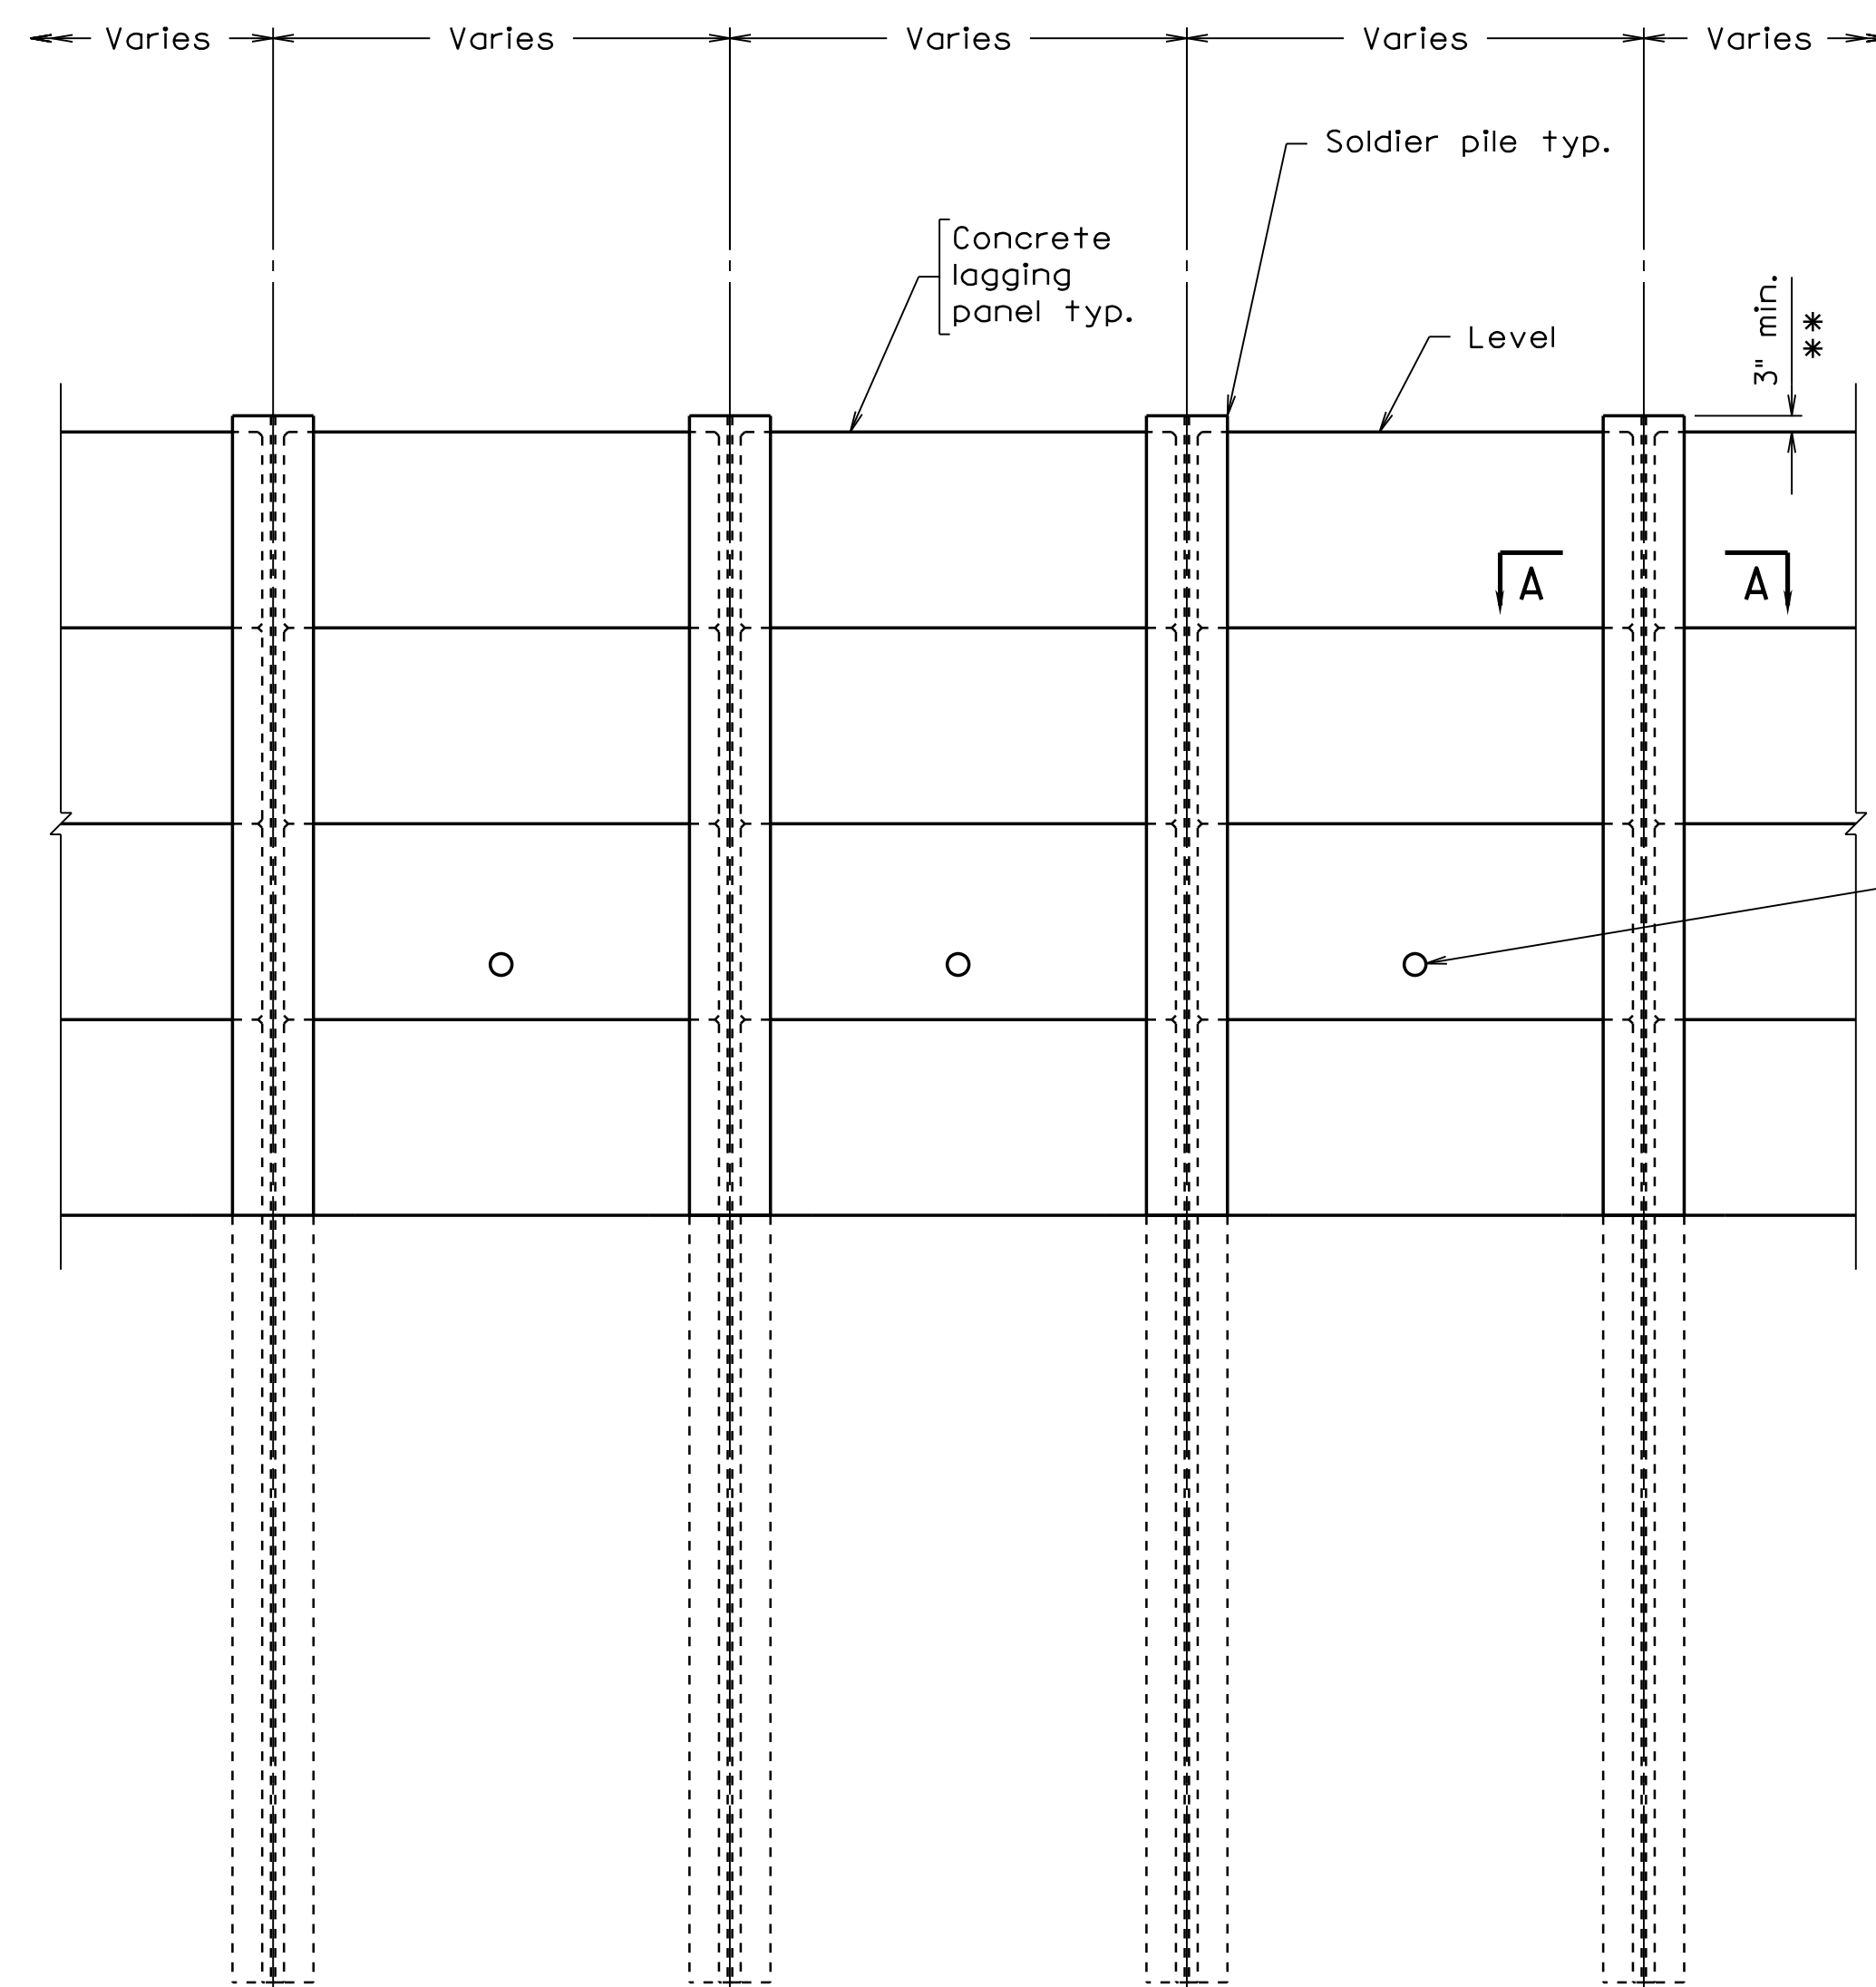 Varies Varies Varies Varies Varies
Soldier pile typ.
Concrete
lagging
panel typ.
Level
3" min.
**
A A